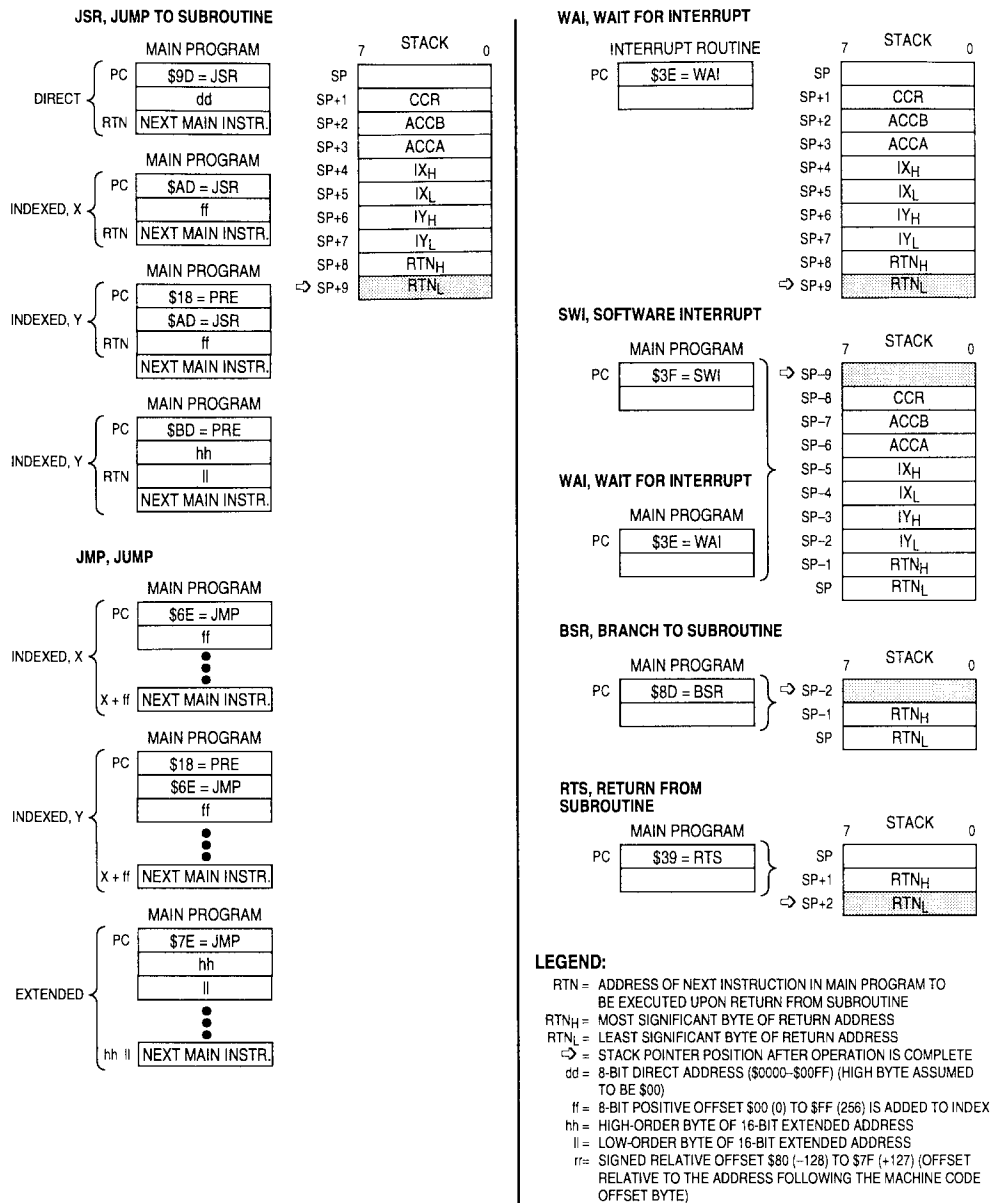 JSR, JUMP TO SUBROUTINE
MAIN PROGRAM
DIRECT
PC $9D = JSR
dd
RTN NEXT MAIN INSTR.
MAIN PROGRAM
INDEXED, X
PC $AD = JSR
ff
RTN NEXT MAIN INSTR.
MAIN PROGRAM
INDEXED, Y
PC $18 = PRE
$AD = JSR
RTN ff
NEXT MAIN INSTR.
MAIN PROGRAM
INDEXED, Y
PC $BD = PRE
hh
RTN ll
NEXT MAIN INSTR.
7 STACK 0
SP
SP+1 CCR
SP+2 ACCB
SP+3 ACCA
SP+4 IXH
SP+5 IXL
SP+6 IYH
SP+7 IYL
SP+8 RTNH
⇨ SP+9 RTNL
JMP, JUMP
MAIN PROGRAM
INDEXED, X
PC $6E = JMP
ff
X + ff NEXT MAIN INSTR.
MAIN PROGRAM
INDEXED, Y
PC $18 = PRE
$6E = JMP
ff
X + ff NEXT MAIN INSTR.
MAIN PROGRAM
EXTENDED
PC $7E = JMP
hh
ll
hh ll NEXT MAIN INSTR.
WAI, WAIT FOR INTERRUPT
INTERRUPT ROUTINE
PC $3E = WAI
7 STACK 0
SP
SP+1 CCR
SP+2 ACCB
SP+3 ACCA
SP+4 IXH
SP+5 IXL
SP+6 IYH
SP+7 IYL
SP+8 RTNH
⇨ SP+9 RTNL
SWI, SOFTWARE INTERRUPT
MAIN PROGRAM
PC $3F = SWI
WAI, WAIT FOR INTERRUPT
MAIN PROGRAM
PC $3E = WAI
7 STACK 0
⇨ SP–9
SP–8 CCR
SP–7 ACCB
SP–6 ACCA
SP–5 IXH
SP–4 IXL
SP–3 IYH
SP–2 IYL
SP–1 RTNH
SP RTNL
BSR, BRANCH TO SUBROUTINE
MAIN PROGRAM
PC $8D = BSR
7 STACK 0
⇨ SP–2
SP–1 RTNH
SP RTNL
RTS, RETURN FROM
SUBROUTINE
MAIN PROGRAM
PC $39 = RTS
7 STACK 0
SP
SP+1 RTNH
⇨ SP+2 RTNL
LEGEND:
RTN = ADDRESS OF NEXT INSTRUCTION IN MAIN PROGRAM TO
BE EXECUTED UPON RETURN FROM SUBROUTINE
RTNH = MOST SIGNIFICANT BYTE OF RETURN ADDRESS
RTNL = LEAST SIGNIFICANT BYTE OF RETURN ADDRESS
⇨ = STACK POINTER POSITION AFTER OPERATION IS COMPLETE
dd = 8-BIT DIRECT ADDRESS ($0000–$00FF) (HIGH BYTE ASSUMED
TO BE $00)
ff = 8-BIT POSITIVE OFFSET $00 (0) TO $FF (256) IS ADDED TO INDEX
hh = HIGH-ORDER BYTE OF 16-BIT EXTENDED ADDRESS
ll = LOW-ORDER BYTE OF 16-BIT EXTENDED ADDRESS
rr= SIGNED RELATIVE OFFSET $80 (–128) TO $7F (+127) (OFFSET
RELATIVE TO THE ADDRESS FOLLOWING THE MACHINE CODE
OFFSET BYTE)